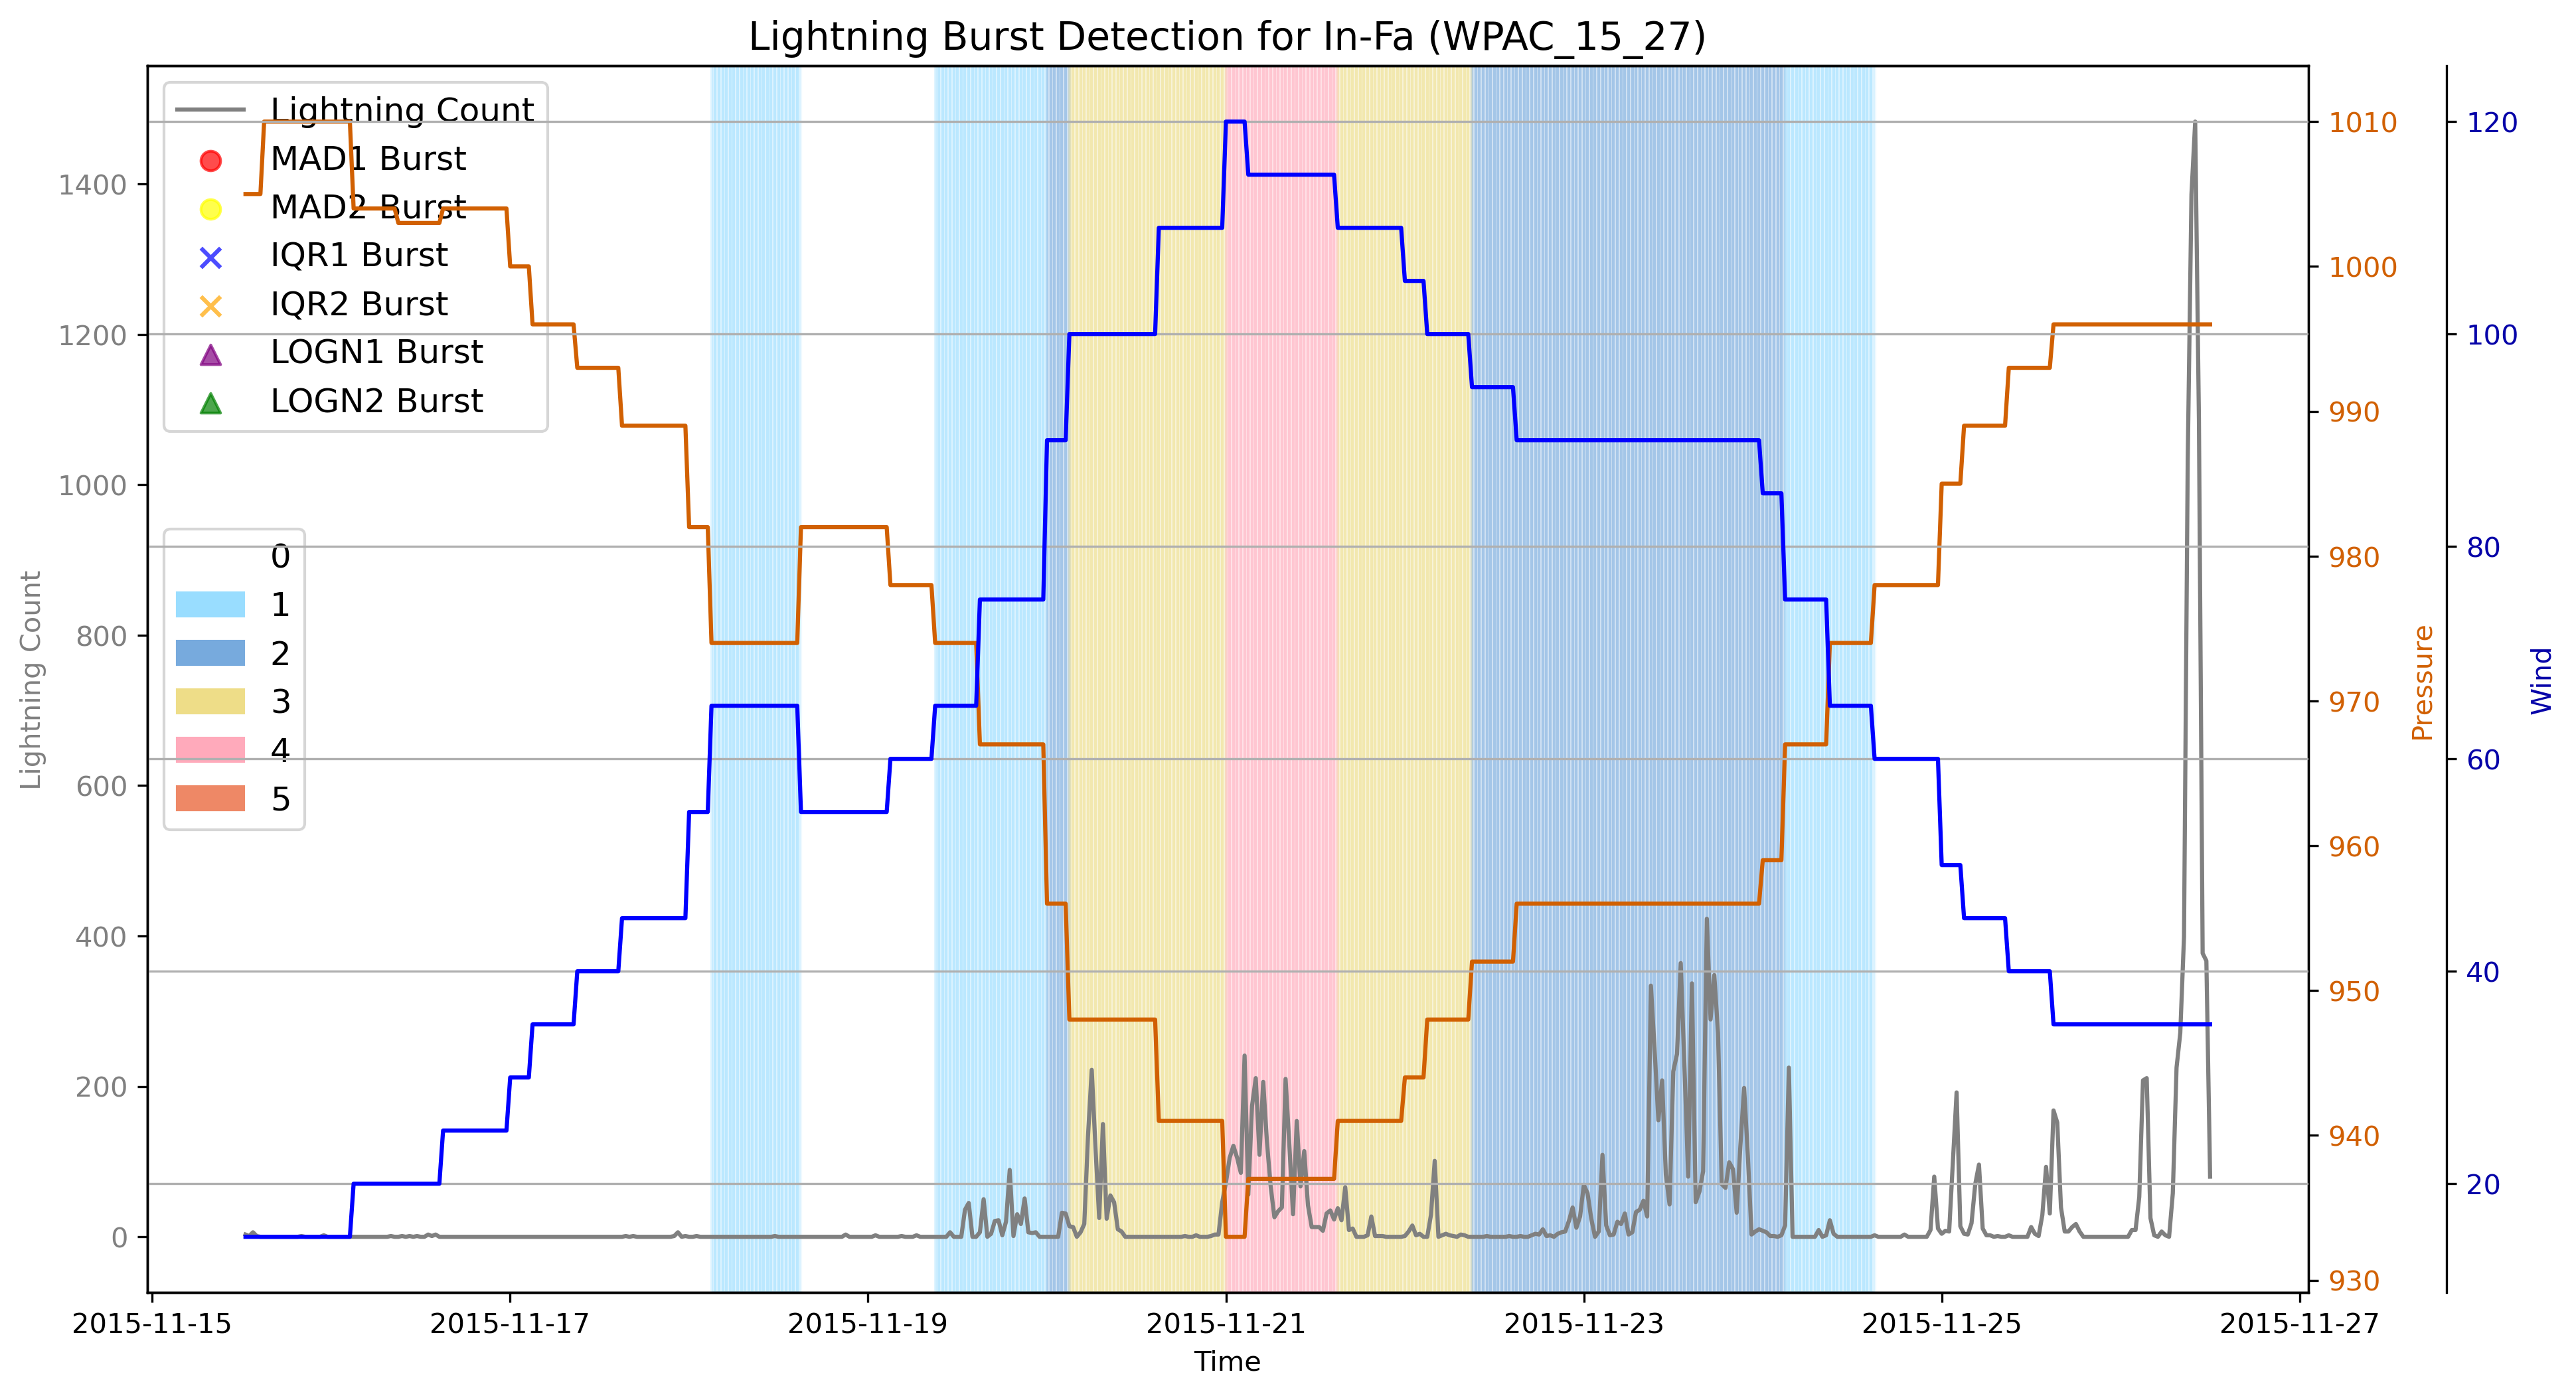 Lightning Burst Detection for In-Fa (WPAC_15_27)
Lightning Count
MAD1 Burst
MAD2 Burst
IQR1 Burst
IQR2 Burst
LOGN1 Burst
LOGN2 Burst
0
1
2
3
4
5
Lightning Count
1400
1200
1000
800
600
400
200
0
1010
1000
990
980
970
960
950
940
930
Pressure
120
100
80
60
40
20
Wind
2015-11-15 2015-11-17 2015-11-19 2015-11-21 2015-11-23 2015-11-25 2015-11-27
Time